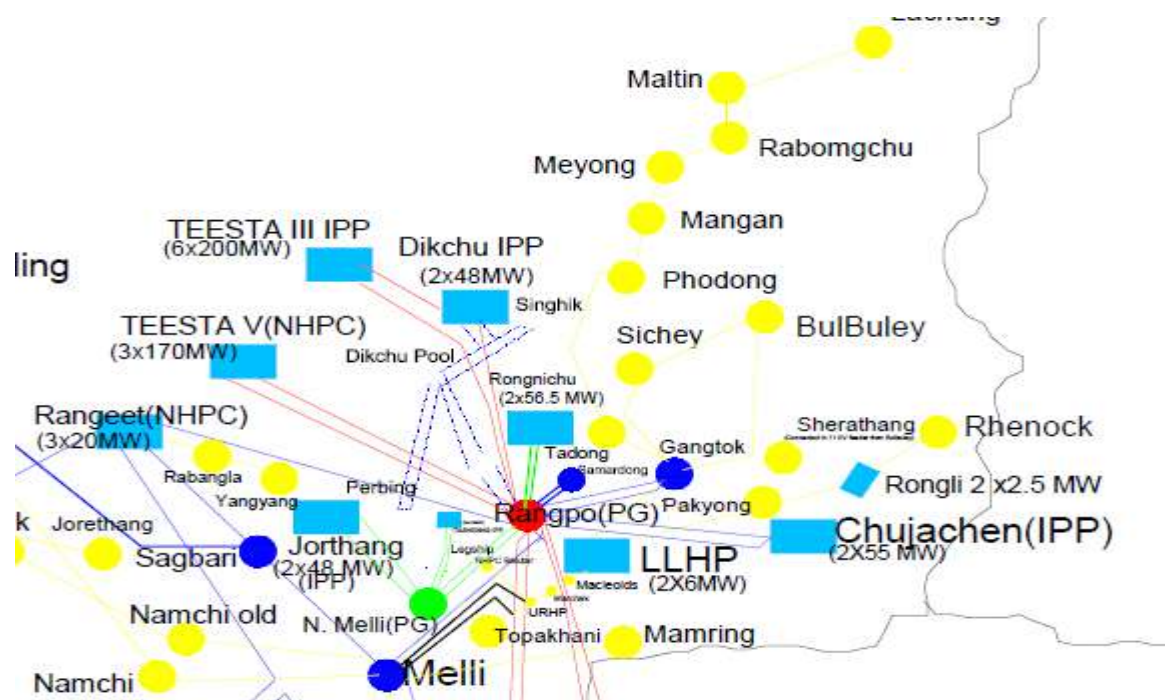 Maltin
Rabomgchu
Meyong
Mangan
TEESTA III IPP
(6x200MW)
Dikchu IPP
(2x48MW)
ling
Phodong
Singhik
TEESTA V(NHPC)
(3x170MW)
Sichey
BulBuley
Dikchu Pool
Rongnichu
(2x56.5 MW)
Rangeet(NHPC)
(3x20MW)
Sherathang
Rhenock
Tadong
Gangtok
Samardong
Rabangla
Yangyang
Perbing
Pakyong
Rongli 2 x2.5 MW
Rangpo(PG)
k
Jorethang
Chujachen(IPP)
(2X55 MW)
Sagbari
Jorthang
(2x48 MW)
(IPP)
Legship
LLHP
(2X6MW)
Macleolds
URHP
Namchi old
N. Melli(PG)
Topakhani
Mamring
Namchi
Melli